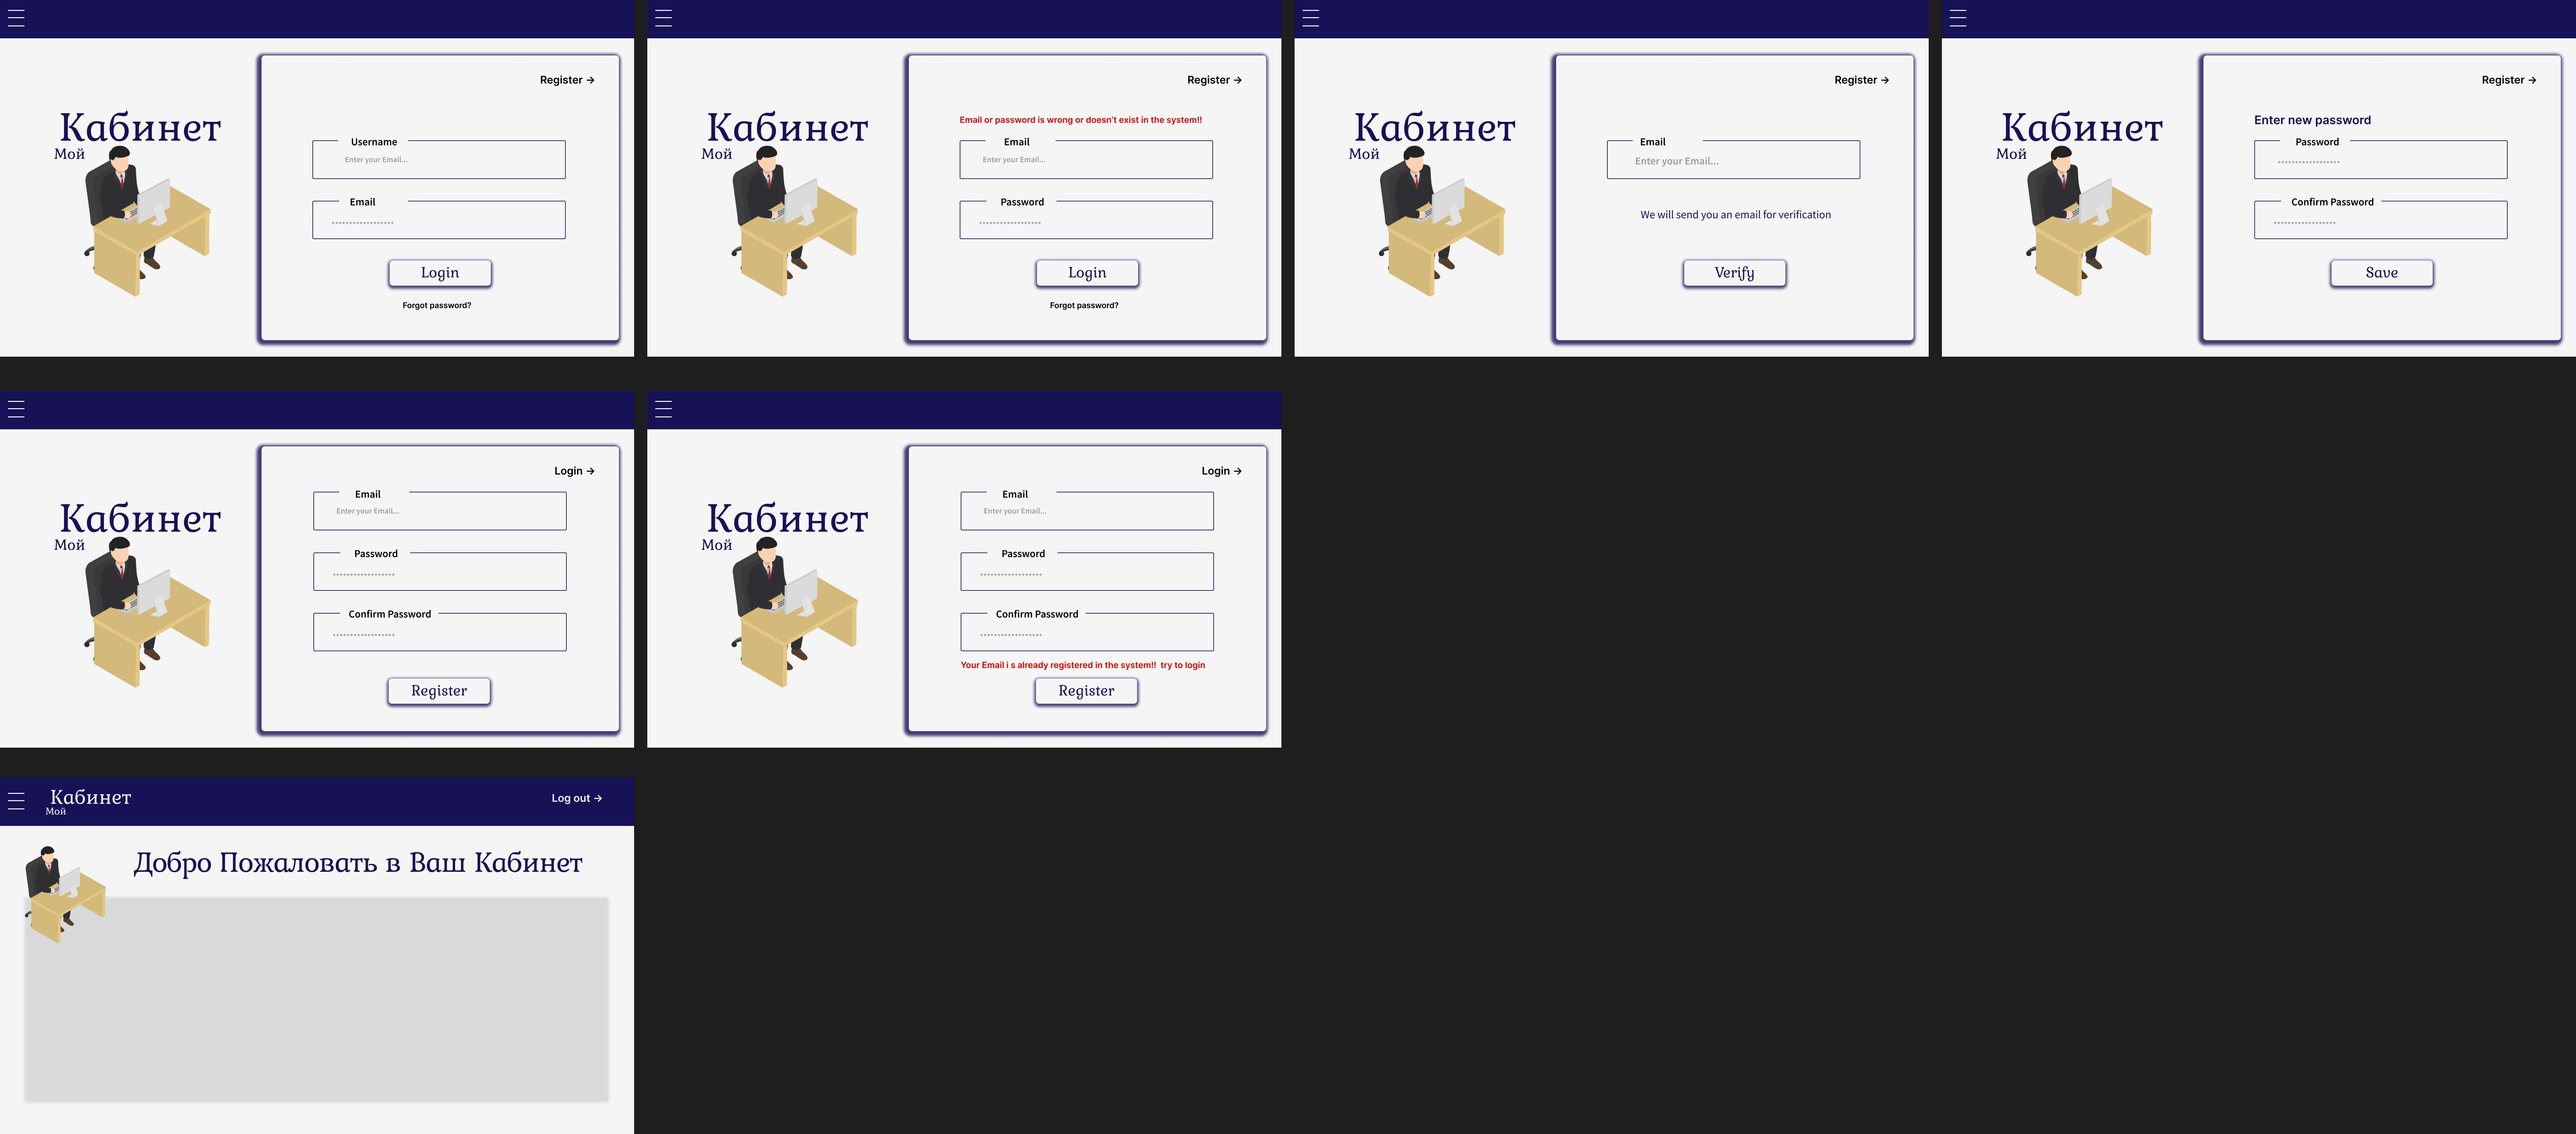 Register →
Кабинет
Мой
Username
Enter your Email...
Email
******************
Login
Forgot password?
Register →
Кабинет
Мой
Email or password is wrong or doesn't exist in the system!!
Email
Enter your Email...
Password
******************
Login
Forgot password?
Register →
Кабинет
Мой
Email
Enter your Email...
We will send you an email for verification
Verify
Register →
Кабинет
Мой
Enter new password
Password
******************
Confirm Password
******************
Save
Login →
Кабинет
Мой
Email
Enter your Email...
Password
******************
Confirm Password
******************
Register
Login →
Кабинет
Мой
Email
Enter your Email...
Password
******************
Confirm Password
******************
Your Email i s already registered in the system!! try to login
Register
Кабинет
Мой
Log out →
Добро Пожаловать в Ваш Кабинет